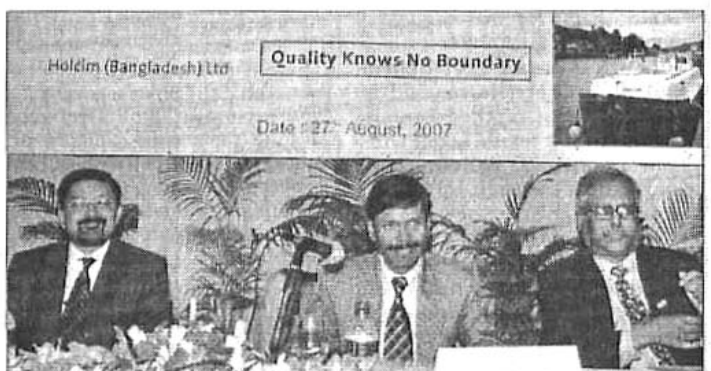 Holcim (Bangladesh) Ltd
Quality Knows No Boundary
Date : 27th August, 2007